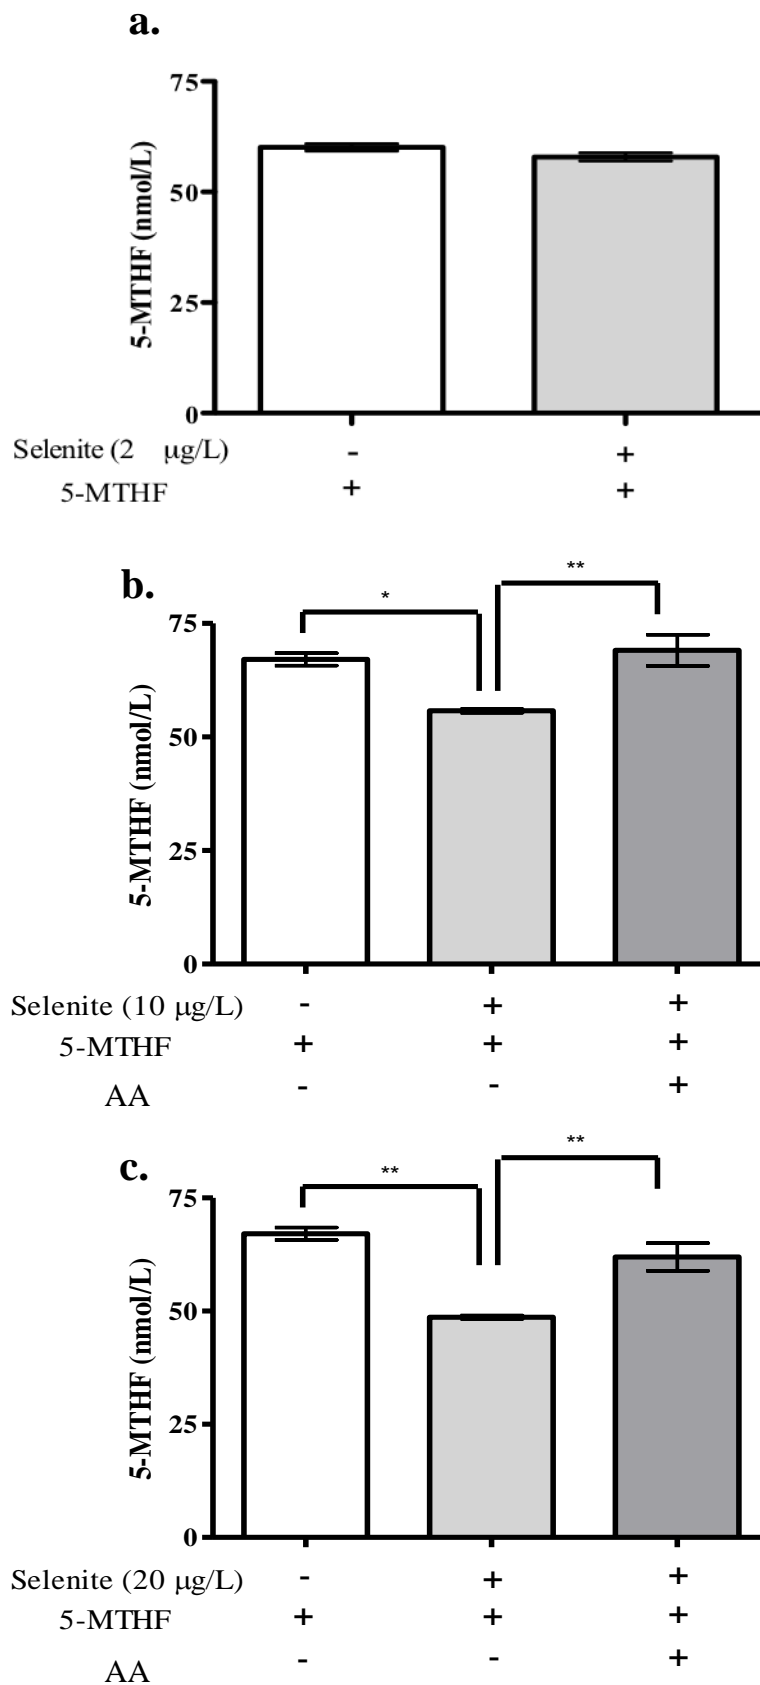 a.
75
50
25
0
5-MTHF (nmol/L)
Selenite (2 μg/L) - +
5-MTHF + +
b.
* **
75
50
25
0
5-MTHF (nmol/L)
Selenite (10 μg/L) - + +
5-MTHF + + +
AA - - +
c.
** **
75
50
25
0
5-MTHF (nmol/L)
Selenite (20 μg/L) - + +
5-MTHF + + +
AA - - +